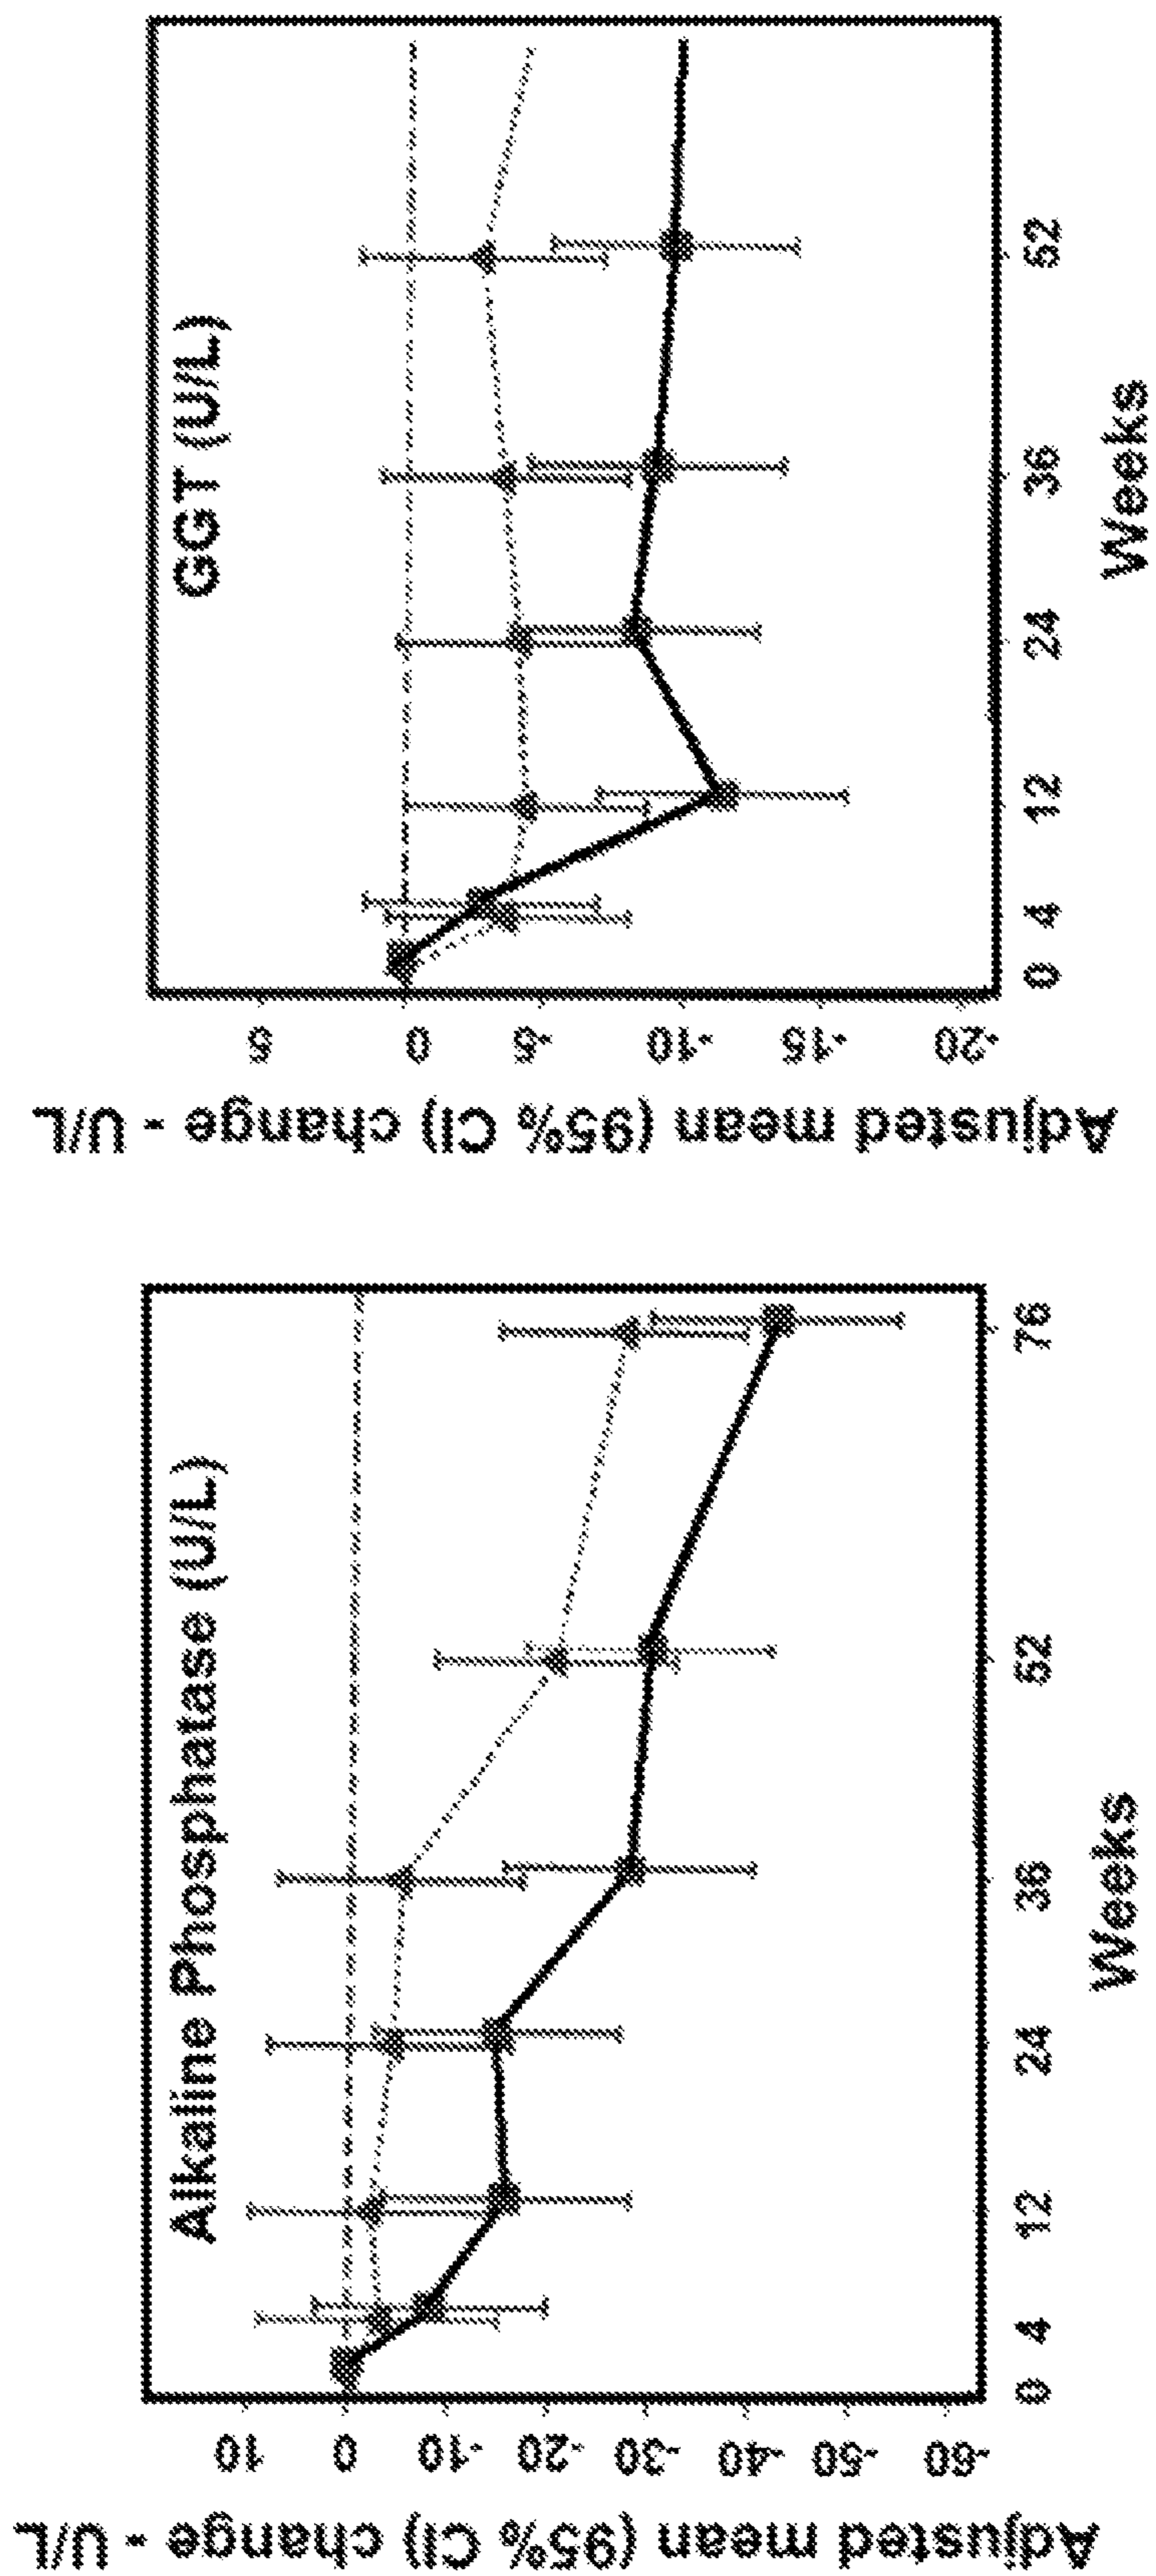 Alkaline Phosphatase (U/L)
Adjusted mean (95% CI) change - U/L
10
0
-10
-20
-30
-40
-50
-60
0 4 12 24 36 52 76
Weeks
GGT (U/L)
Adjusted mean (95% CI) change - U/L
5
0
-5
-10
-15
-20
0 4 12 24 36 52
Weeks